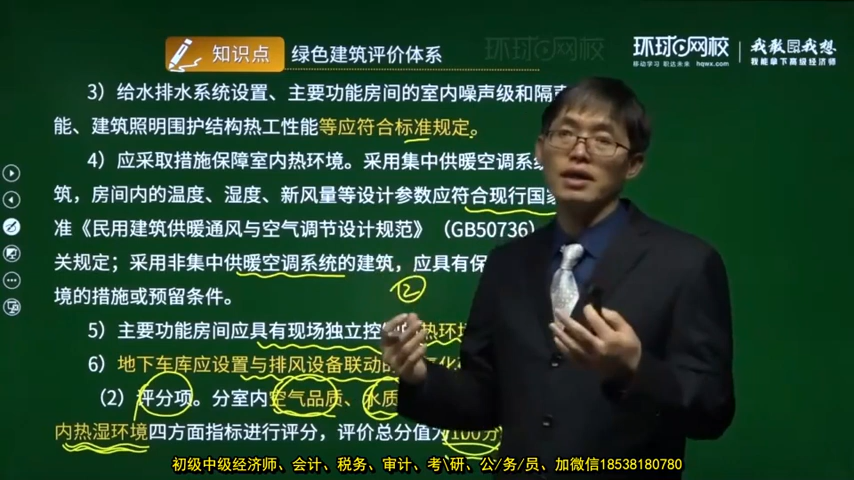 知识点
绿色建筑评价体系
环球网校
环球网校
移动学习 职达未来 hqwx.com
我敢我想
我能拿下高级经济师
3）给水排水系统设置、主要功能房间的室内噪声级和隔声
能、建筑照明围护结构热工性能等应符合标准规定。
4）应采取措施保障室内热环境。采用集中供暖空调系
筑，房间内的温度、湿度、新风量等设计参数应符合现行国家
准《民用建筑供暖通风与空气调节设计规范》（GB50736）
关规定；采用非集中供暖空调系统的建筑，应具有保
境的措施或预留条件。
②
5）主要功能房间应具有现场独立控 热环境
6）地下车库应设置与排风设备联动的 化
（2）评分项。分室内空气品质、水质
内热湿环境四方面指标进行评分，评价总分值为100分
初级中级经济师、会计、税务、审计、考\研、公/务/员、加微信18538180780